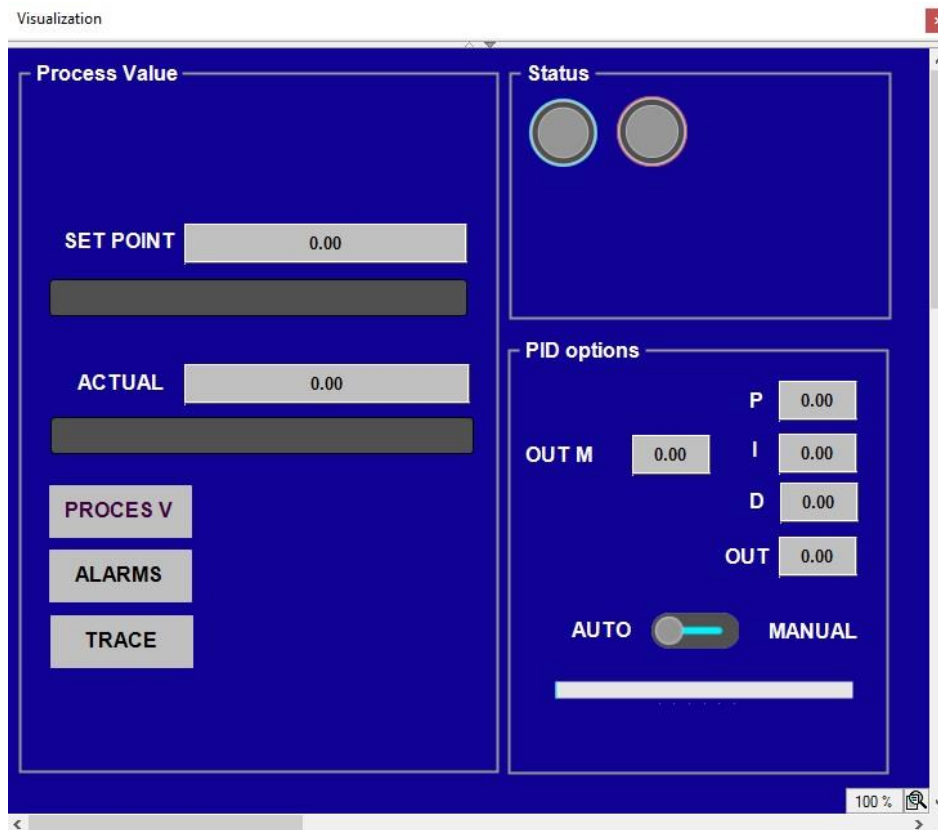 Visualization
Process Value
SET POINT 0.00
ACTUAL 0.00
PROCES V
ALARMS
TRACE
Status
PID options
P 0.00
OUT M 0.00 I 0.00
D 0.00
OUT 0.00
AUTO MANUAL
100 %